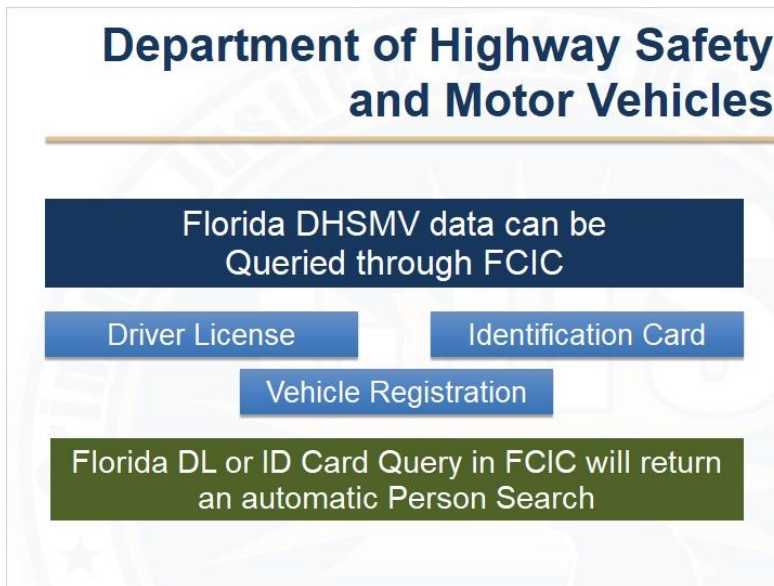 Department of Highway Safety
and Motor Vehicles
Florida DHSMV data can be
Queried through FCIC
Driver License
Identification Card
Vehicle Registration
Florida DL or ID Card Query in FCIC will return
an automatic Person Search